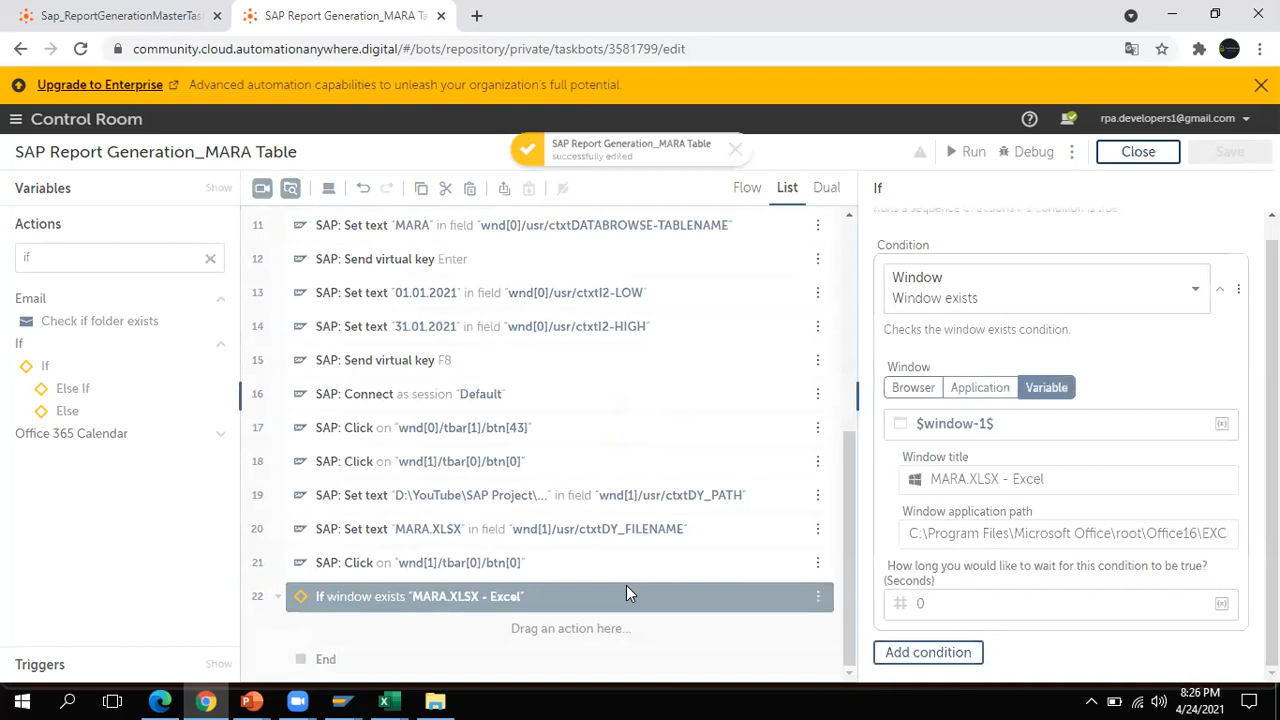 Sap_ReportGenerationMasterTas
SAP Report Generation_MARA Ta
community.cloud.automationanywhere.digital/#/bots/repository/private/taskbots/3581799/edit
Upgrade to Enterprise Advanced automation capabilities to unleash your organization's full potential.
Control Room
rpa.developers1@gmail.com
SAP Report Generation_MARA Table
SAP Report Generation_MARA Table
successfully edited
Run
Debug
Close
Save
Variables
Show
Flow
List
Dual
If
Actions
if
Email
Check if folder exists
If
If
Else If
Else
Office 365 Calendar
Triggers
Show
11 SAP: Set text "MARA" in field "wnd[0]/usr/ctxtDATABROWSE-TABLENAME"
12 SAP: Send virtual key Enter
13 SAP: Set text "01.01.2021" in field "wnd[0]/usr/ctxtI2-LOW"
14 SAP: Set text "31.01.2021" in field "wnd[0]/usr/ctxtI2-HIGH"
15 SAP: Send virtual key F8
16 SAP: Connect as session "Default"
17 SAP: Click on "wnd[0]/tbar[1]/btn[43]"
18 SAP: Click on "wnd[1]/tbar[0]/btn[0]"
19 SAP: Set text "D:\YouTube\SAP Project\..." in field "wnd[1]/usr/ctxtDY_PATH"
20 SAP: Set text "MARA.XLSX" in field "wnd[1]/usr/ctxtDY_FILENAME"
21 SAP: Click on "wnd[1]/tbar[0]/btn[0]"
22 If window exists "MARA.XLSX - Excel"
Drag an action here...
End
Condition
Window
Window exists
Checks the window exists condition.
Window
Browser
Application
Variable
$window-1$
(x)
Window title
MARA.XLSX - Excel
Window application path
C:\Program Files\Microsoft Office\root\Office16\EXC
How long you would like to wait for this condition to be true?
(Seconds)
# 0
(x)
Add condition
8:26 PM
4/24/2021